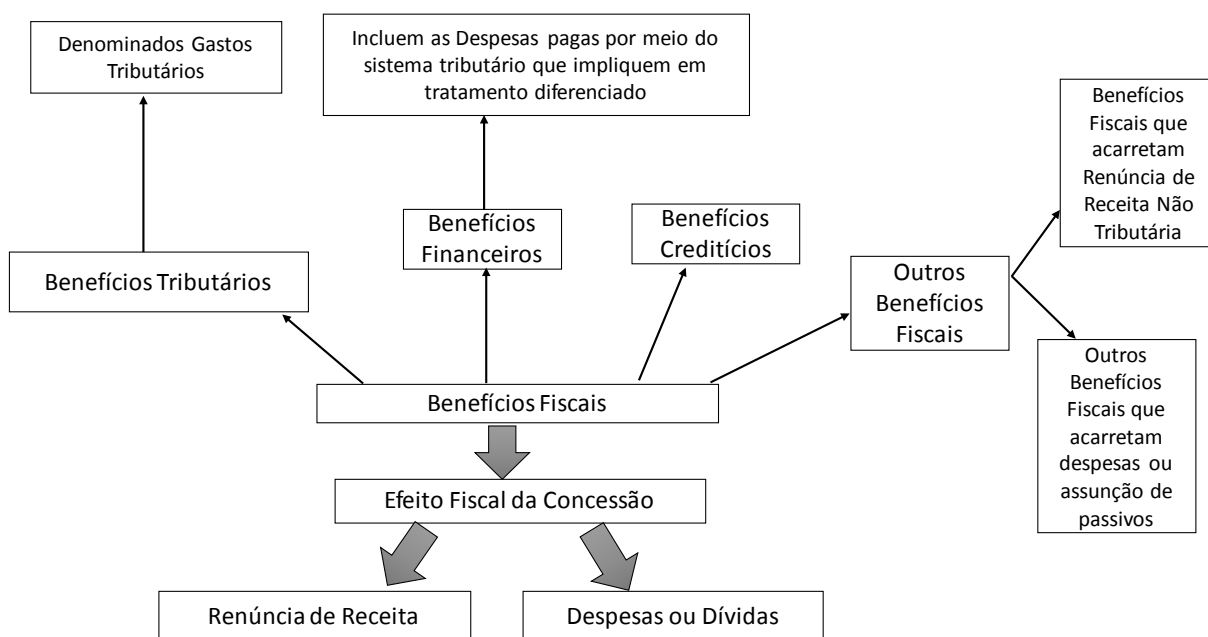 Denominados Gastos
Tributários
Incluem as Despesas pagas por meio do
sistema tributário que impliquem em
tratamento diferenciado
Benefícios
Fiscais que
acarretam
Renúncia de
Receita Não
Tributária
Benefícios Tributários
Benefícios
Financeiros
Benefícios
Creditícios
Outros
Benefícios
Fiscais
Outros
Benefícios
Fiscais que
acarretam
despesas ou
assunção de
passivos
Benefícios Fiscais
Efeito Fiscal da Concessão
Renúncia de Receita
Despesas ou Dívidas